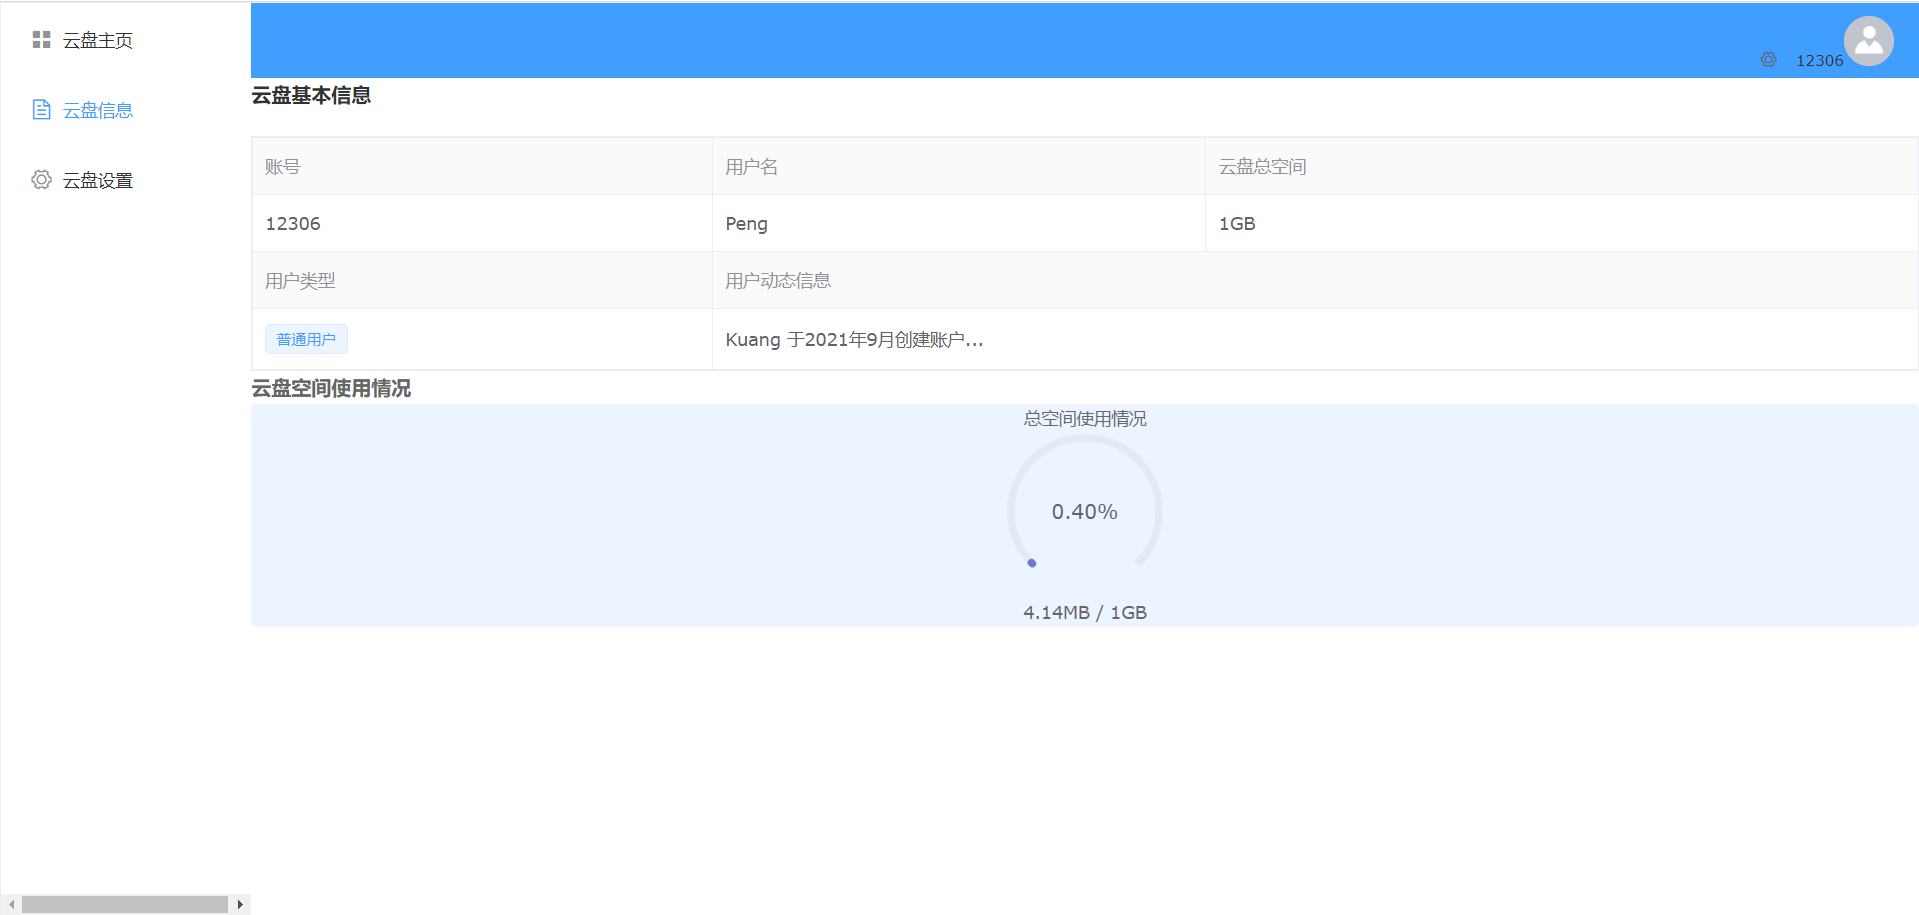 云盘主页
云盘信息
云盘设置
12306
云盘基本信息
账号 用户名 云盘总空间
12306 Peng 1GB
用户类型 用户动态信息
普通用户 Kuang 于2021年9月创建账户...
云盘空间使用情况
总空间使用情况
0.40%
4.14MB / 1GB